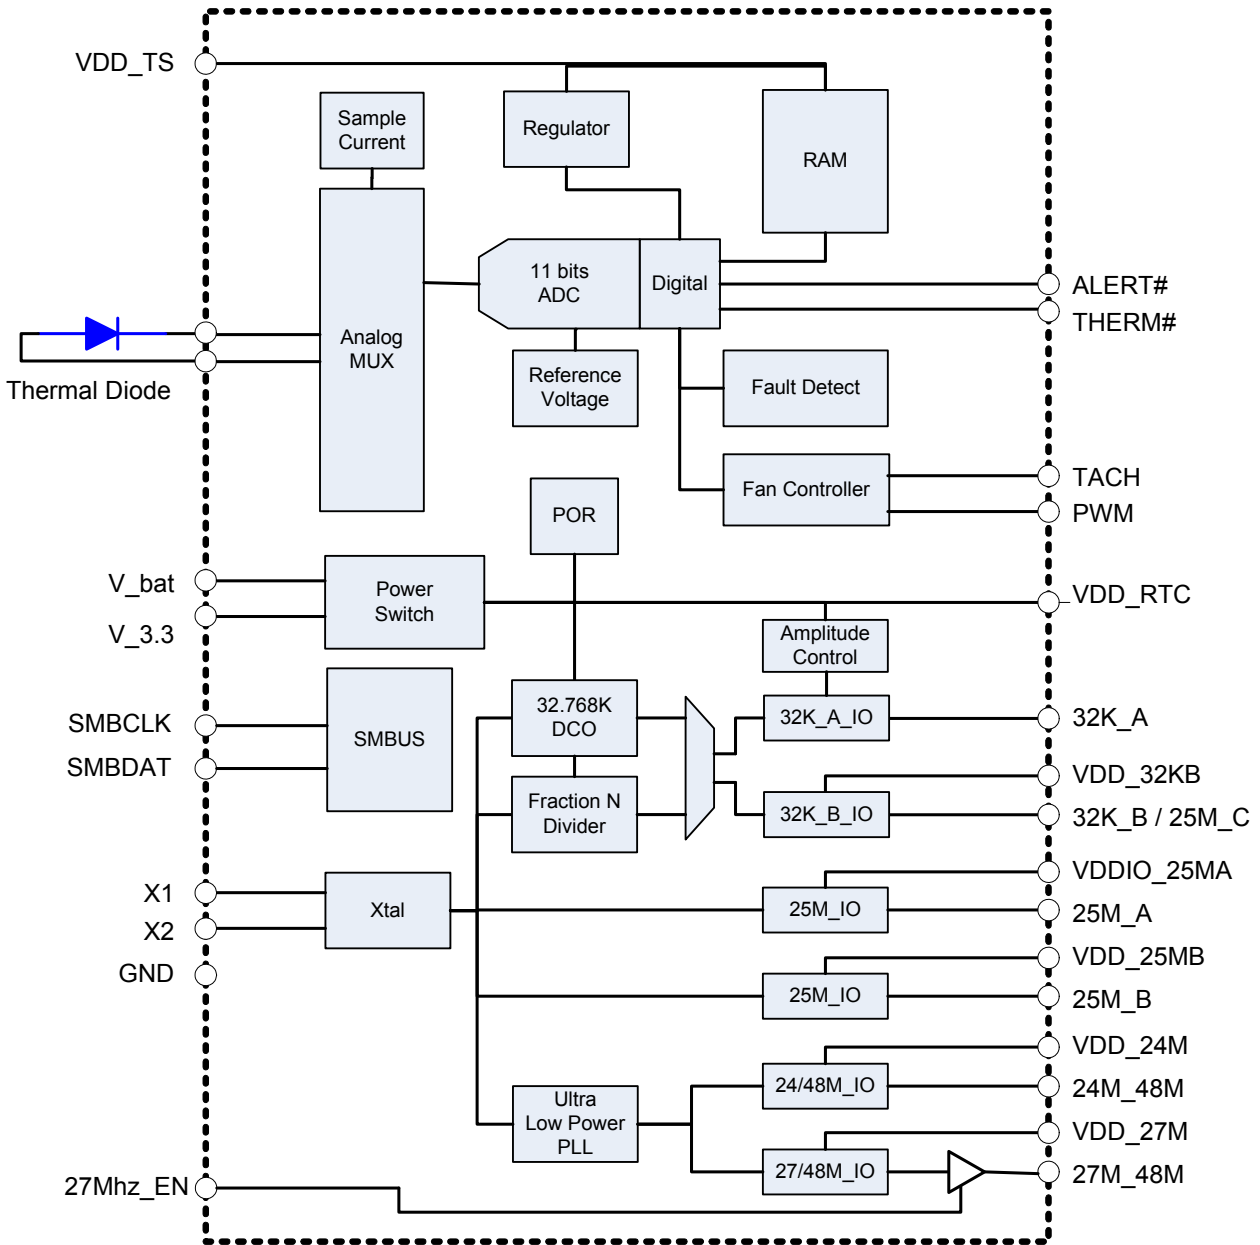 VDD_TS
Sample
Current
Regulator
RAM
11 bits
ADC
Digital
ALERT#
THERM#
Analog
MUX
Thermal Diode
Reference
Voltage
Fault Detect
Fan Controller
TACH
PWM
POR
V_bat
V_3.3
Power
Switch
_VDD_RTC
Amplitude
Control
SMBCLK
SMBDAT
SMBUS
32.768K
DCO
32K_A_IO
32K_A
VDD_32KB
Fraction N
Divider
32K_B_IO
32K_B / 25M_C
X1
X2
GND
Xtal
VDDIO_25MA
25M_IO
25M_A
VDD_25MB
25M_IO
25M_B
VDD_24M
24/48M_IO
24M_48M
Ultra
Low Power
PLL
VDD_27M
27/48M_IO
27M_48M
27Mhz_EN